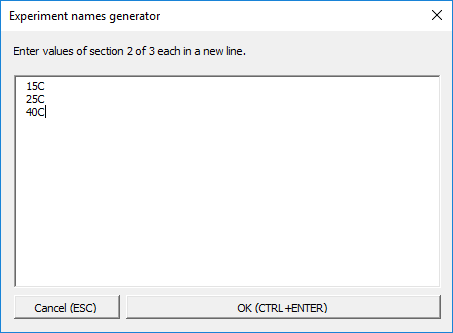 Experiment names generator
Enter values of section 2 of 3 each in a new line.
15C
25C
40C
Cancel (ESC)
OK (CTRL+ENTER)